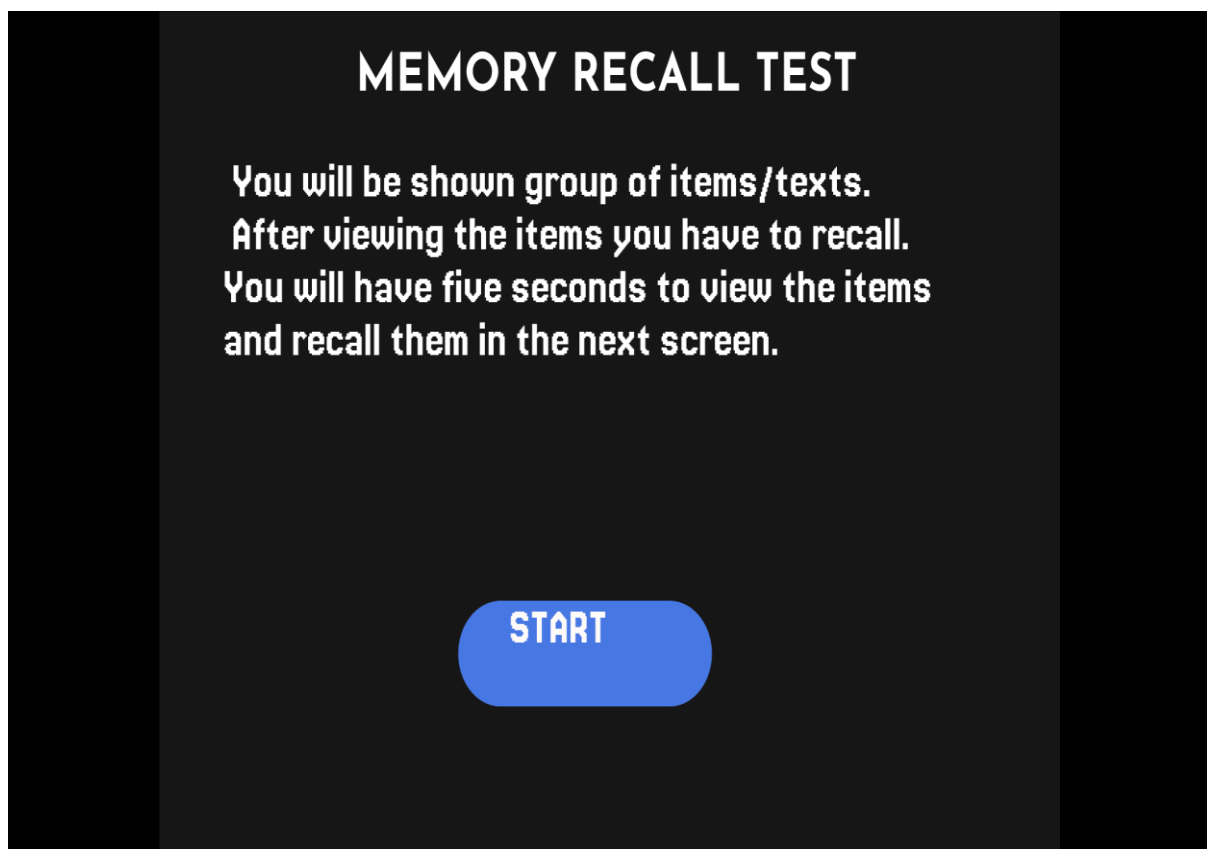 MEMORY RECALL TEST
You will be shown group of items/texts.
After viewing the items you have to recall.
You will have five seconds to view the items
and recall them in the next screen.
START